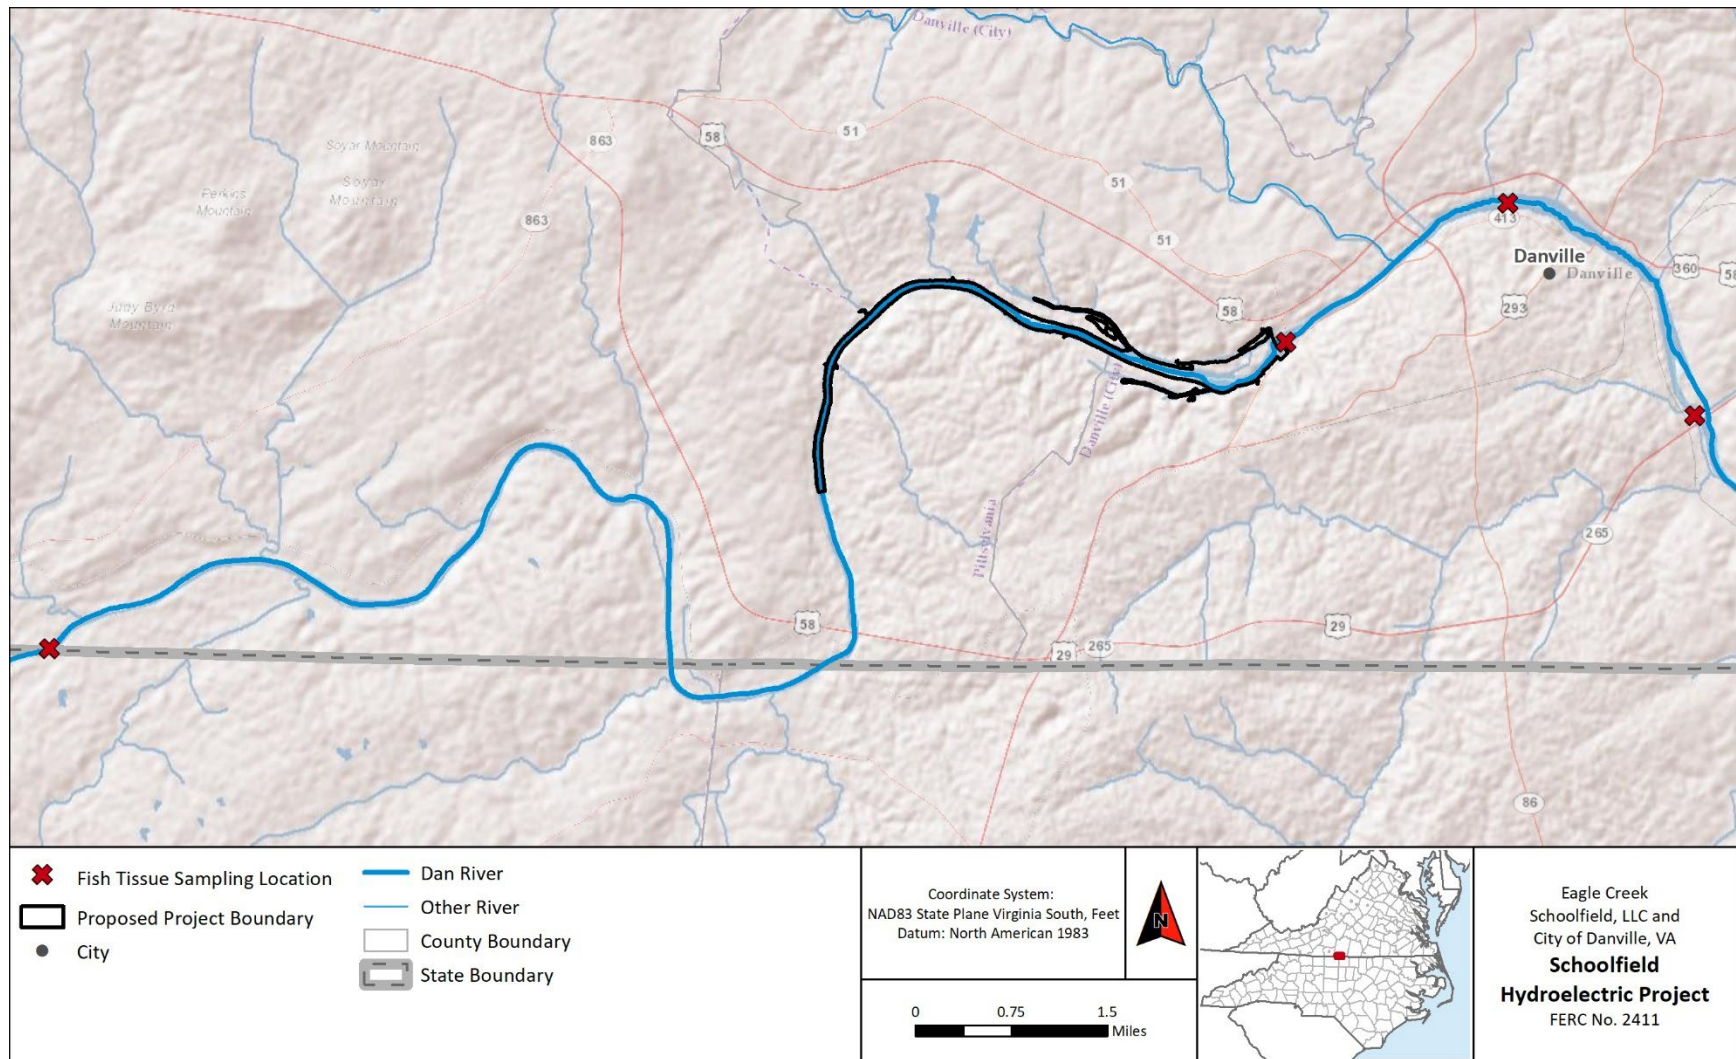 Danville (City)
863
58
51
Soyar Mountain
Soyar
Mountain
Perkins
Mountain
51
863
413
51
Danville
Danville
360
58
Judy Byrd
Mountain
58
293
Danville (City)
Pittsylvania
265
58
29
29
265
86
Fish Tissue Sampling Location
Proposed Project Boundary
City
Dan River
Other River
County Boundary
State Boundary
Coordinate System:
NAD83 State Plane Virginia South, Feet
Datum: North American 1983
N
0 0.75 1.5
Miles
Eagle Creek
Schoolfield, LLC and
City of Danville, VA
Schoolfield
Hydroelectric Project
FERC No. 2411